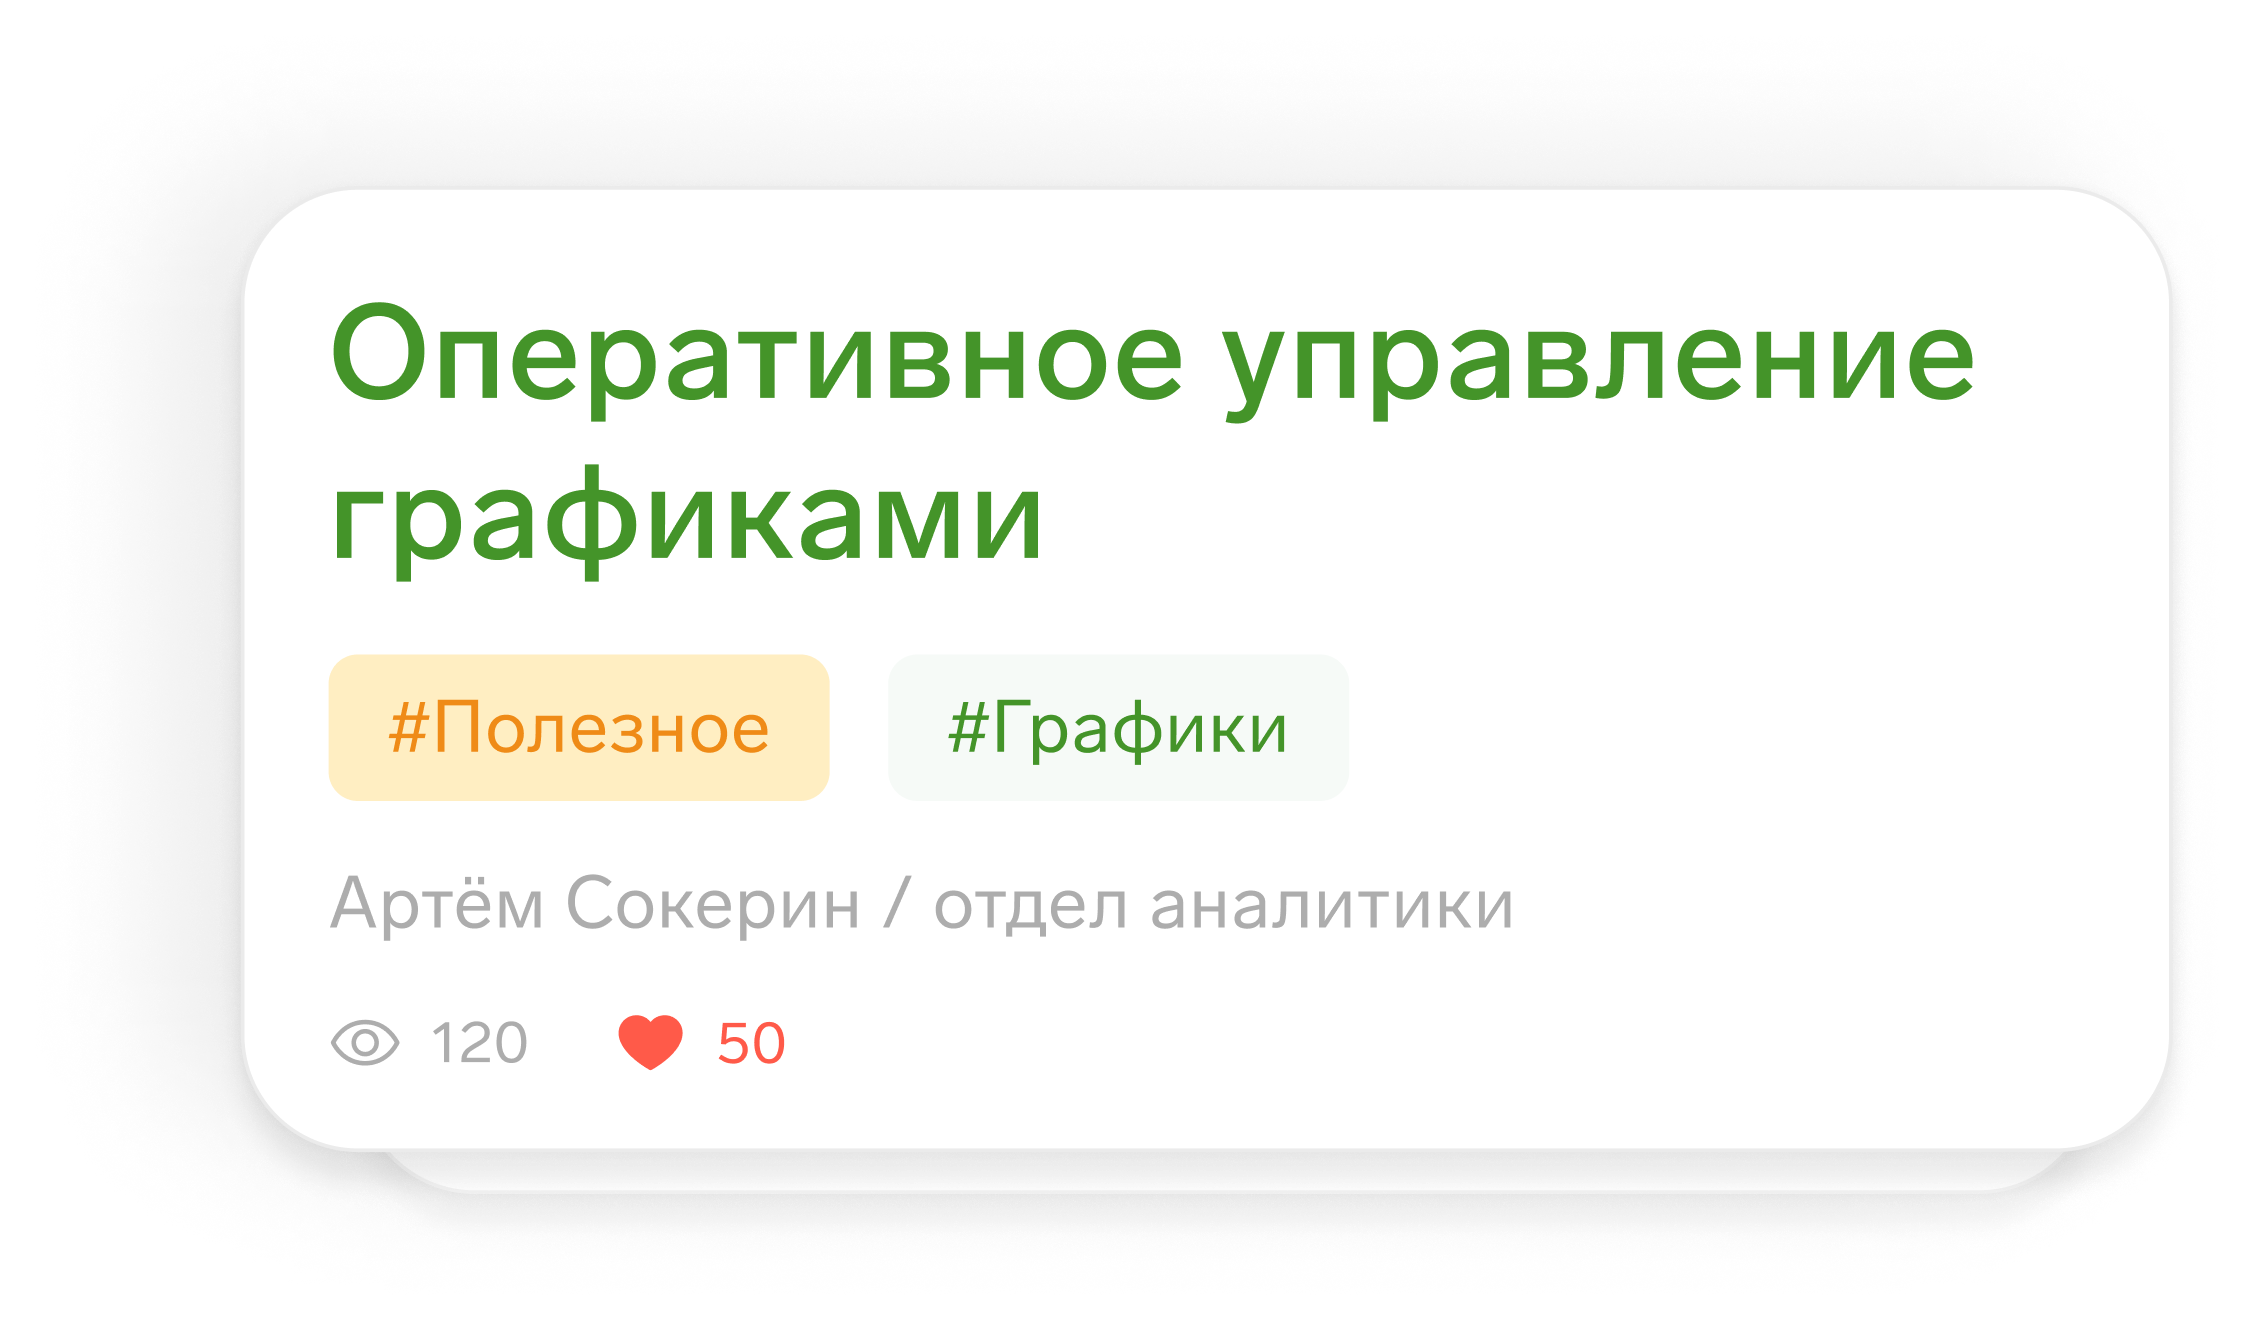 Оперативное управление
графиками
#Полезное #Графики
Артём Сокерин / отдел аналитики
120 50